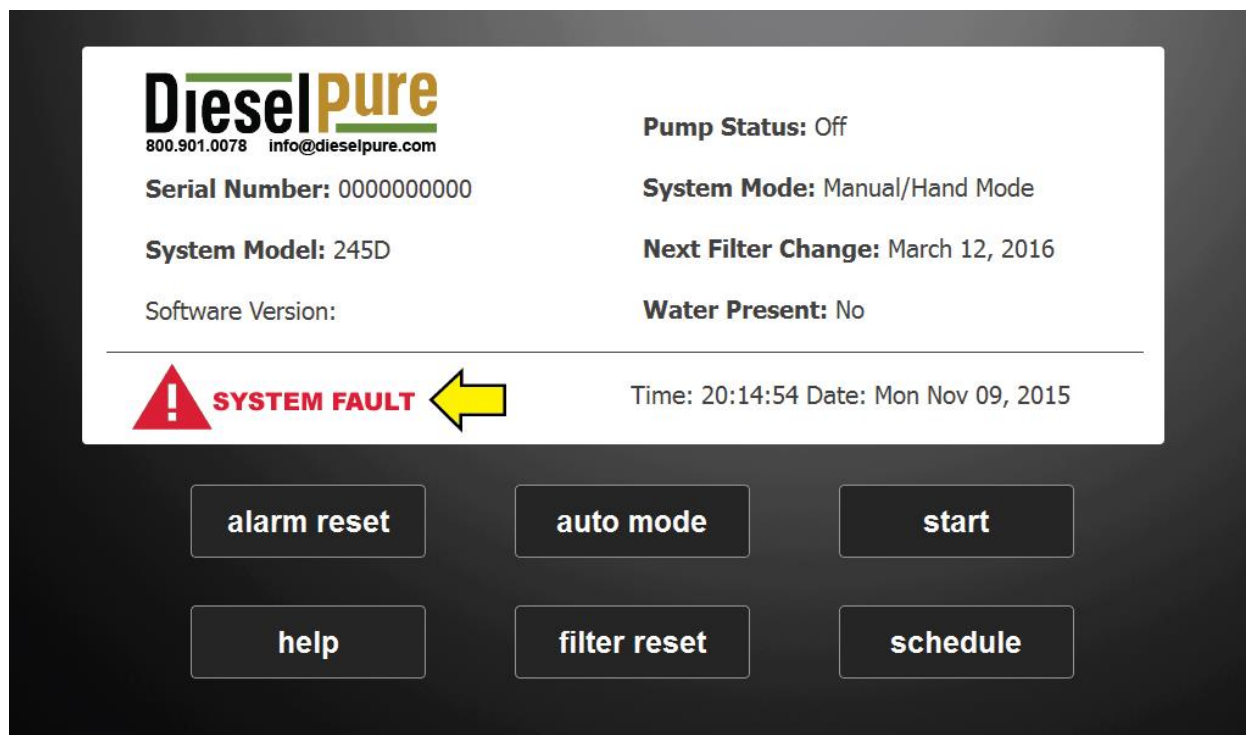 DieselPure
800.901.0078 info@dieselpure.com
Serial Number: 0000000000
System Model: 245D
Software Version:
Pump Status: Off
System Mode: Manual/Hand Mode
Next Filter Change: March 12, 2016
Water Present: No
! SYSTEM FAULT
Time: 20:14:54 Date: Mon Nov 09, 2015
alarm reset
auto mode
start
help
filter reset
schedule